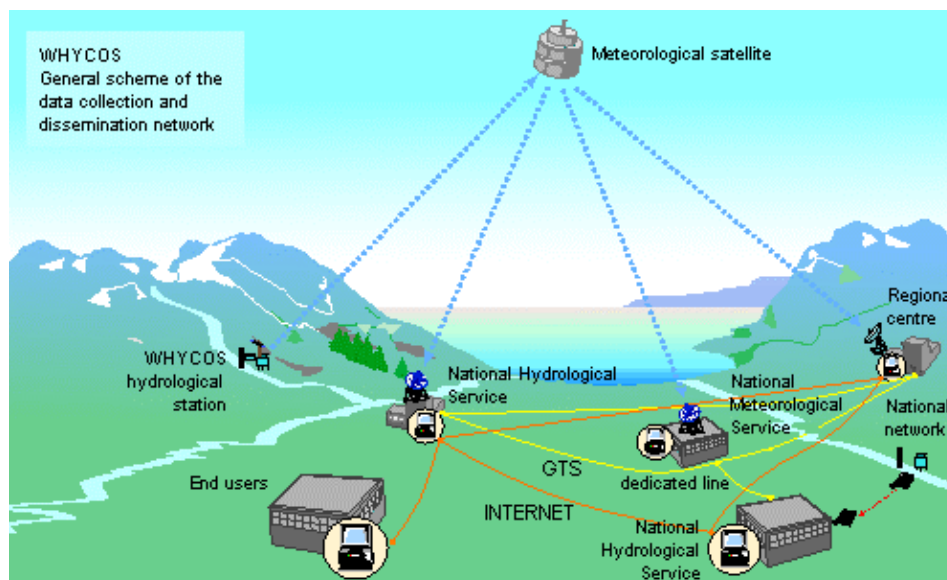 WHYCOS
General scheme of the
data collection and
dissemination network
Meteorological satellite
Regional
centre
WHYCOS
hydrological
station
National Hydrological
Service
National
Meteorological
Service
National
network
GTS
dedicated line
End users
INTERNET
National
Hydrological
Service